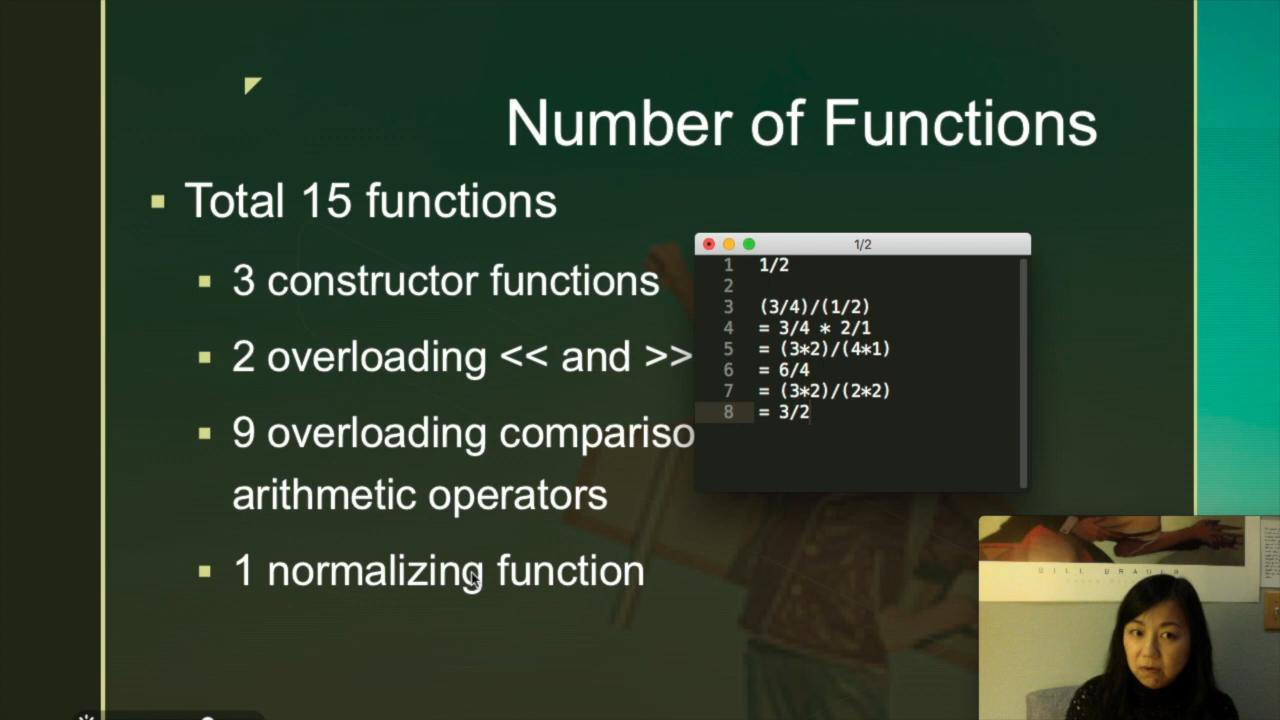 Number of Functions
Total 15 functions
3 constructor functions
2 overloading << and >>
9 overloading compariso
arithmetic operators
1 normalizing function
1/2
1 1/2
2
3 (3/4)/(1/2)
4 = 3/4 * 2/1
5 = (3*2)/(4*1)
6 = 6/4
7 = (3*2)/(2*2)
8 = 3/2
BILL BRAUER